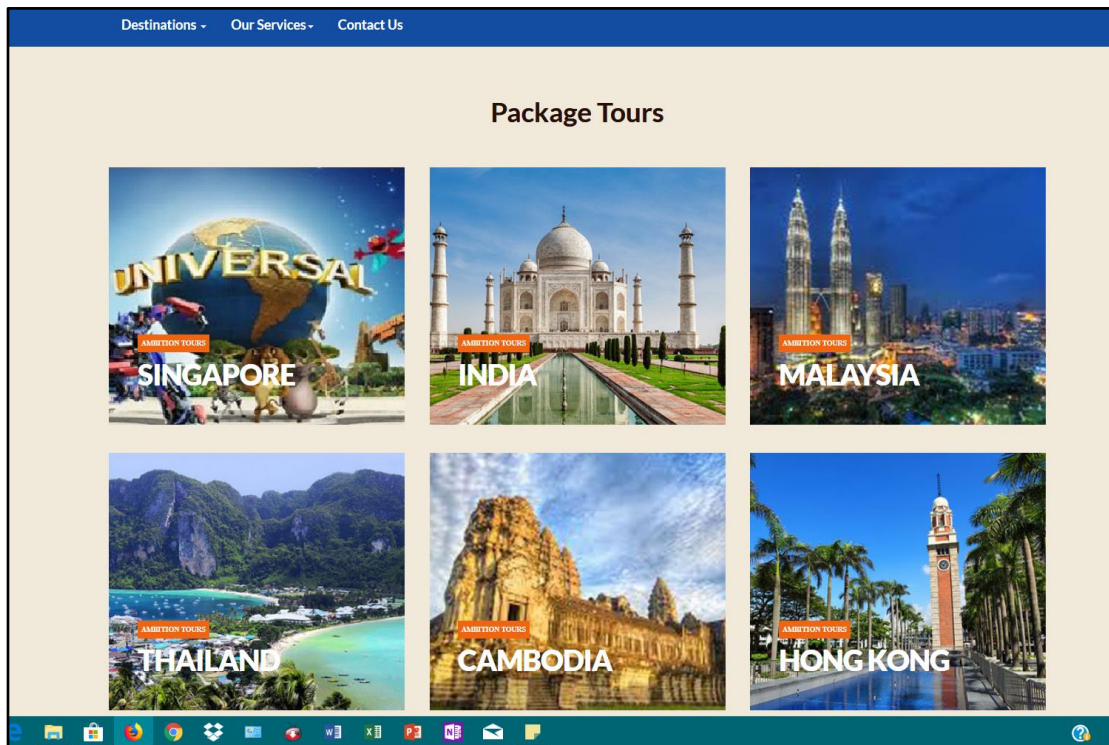 Destinations
Our Services
Contact Us
Package Tours
UNIVERSAL
AMBITION TOURS
SINGAPORE
AMBITION TOURS
INDIA
AMBITION TOURS
MALAYSIA
AMBITION TOURS
THAILAND
AMBITION TOURS
CAMBODIA
AMBITION TOURS
HONG KONG